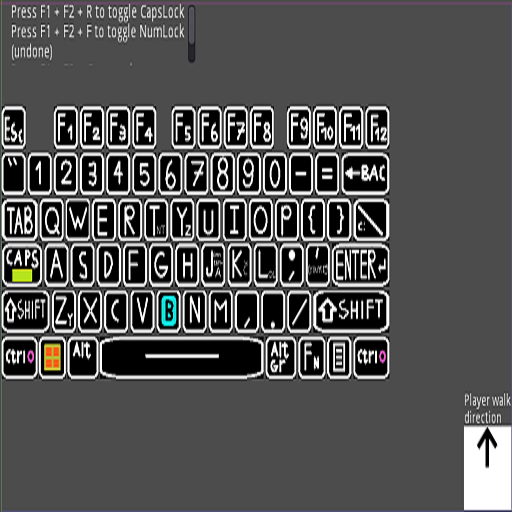 Press F1 + F2 + R to toggle CapsLock
Press F1 + F2 + F to toggle NumLock
(undone)
Esc F1 F2 F3 F4 F5 F6 F7 F8 F9 F10 F11 F12
`` 1 2 3 4 5 6 7 8 9 0 - = ←BAC
TAB Q W E R T Yz U I O P { } \
CAPS A S D F G H J K L ; ' ENTER↵
⇧SHIFT Zy X C V B N M , . / ⇧SHIFT
Ctrl Alt Alt Gr FN Ctrl
Player walk
direction